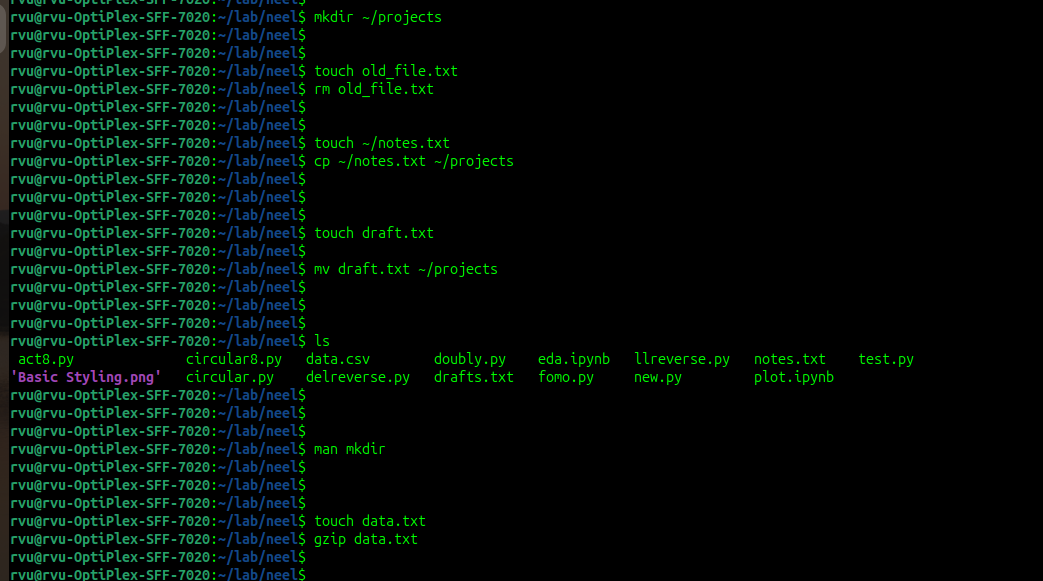 rvu@rvu-OptiPlex-SFF-7020:~/lab/neel$
rvu@rvu-OptiPlex-SFF-7020:~/lab/neel$ mkdir ~/projects
rvu@rvu-OptiPlex-SFF-7020:~/lab/neel$
rvu@rvu-OptiPlex-SFF-7020:~/lab/neel$
rvu@rvu-OptiPlex-SFF-7020:~/lab/neel$ touch old_file.txt
rvu@rvu-OptiPlex-SFF-7020:~/lab/neel$ rm old_file.txt
rvu@rvu-OptiPlex-SFF-7020:~/lab/neel$
rvu@rvu-OptiPlex-SFF-7020:~/lab/neel$
rvu@rvu-OptiPlex-SFF-7020:~/lab/neel$ touch ~/notes.txt
rvu@rvu-OptiPlex-SFF-7020:~/lab/neel$ cp ~/notes.txt ~/projects
rvu@rvu-OptiPlex-SFF-7020:~/lab/neel$
rvu@rvu-OptiPlex-SFF-7020:~/lab/neel$
rvu@rvu-OptiPlex-SFF-7020:~/lab/neel$
rvu@rvu-OptiPlex-SFF-7020:~/lab/neel$ touch draft.txt
rvu@rvu-OptiPlex-SFF-7020:~/lab/neel$
rvu@rvu-OptiPlex-SFF-7020:~/lab/neel$ mv draft.txt ~/projects
rvu@rvu-OptiPlex-SFF-7020:~/lab/neel$
rvu@rvu-OptiPlex-SFF-7020:~/lab/neel$
rvu@rvu-OptiPlex-SFF-7020:~/lab/neel$
rvu@rvu-OptiPlex-SFF-7020:~/lab/neel$ ls
act8.py circular8.py data.csv doubly.py eda.ipynb llreverse.py notes.txt test.py
'Basic Styling.png' circular.py delreverse.py drafts.txt fomo.py new.py plot.ipynb
rvu@rvu-OptiPlex-SFF-7020:~/lab/neel$
rvu@rvu-OptiPlex-SFF-7020:~/lab/neel$
rvu@rvu-OptiPlex-SFF-7020:~/lab/neel$
rvu@rvu-OptiPlex-SFF-7020:~/lab/neel$ man mkdir
rvu@rvu-OptiPlex-SFF-7020:~/lab/neel$
rvu@rvu-OptiPlex-SFF-7020:~/lab/neel$
rvu@rvu-OptiPlex-SFF-7020:~/lab/neel$
rvu@rvu-OptiPlex-SFF-7020:~/lab/neel$ touch data.txt
rvu@rvu-OptiPlex-SFF-7020:~/lab/neel$ gzip data.txt
rvu@rvu-OptiPlex-SFF-7020:~/lab/neel$
rvu@rvu-OptiPlex-SFF-7020:~/lab/neel$